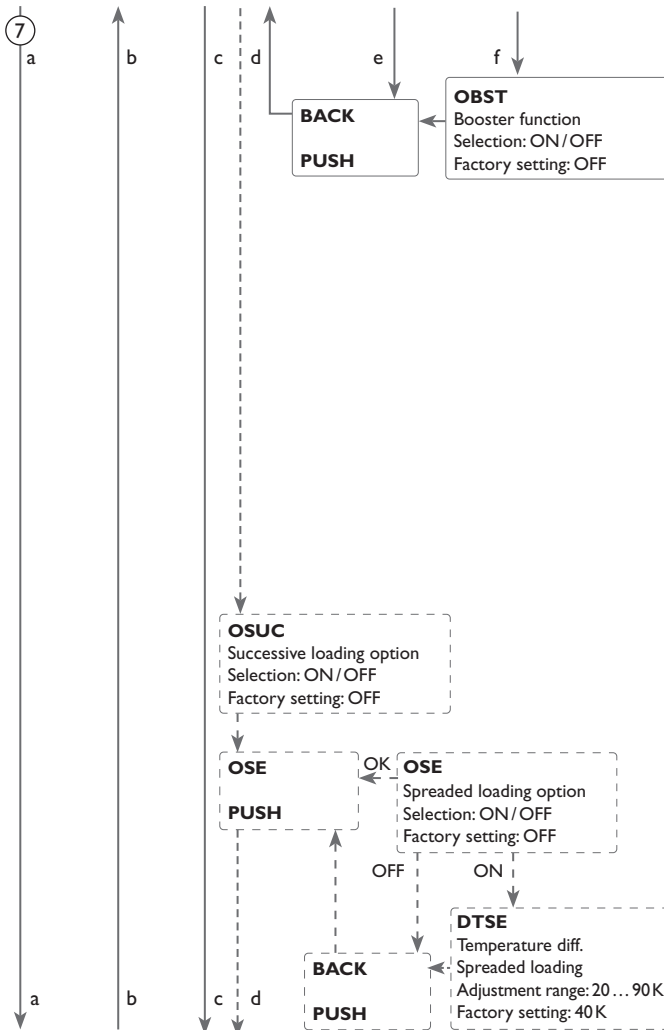 7
a
b
c
d
e
f
BACK
PUSH
OBST
Booster function
Selection: ON / OFF
Factory setting: OFF
OSUC
Successive loading option
Selection: ON / OFF
Factory setting: OFF
OSE
PUSH
OK
OSE
Spreaded loading option
Selection: ON / OFF
Factory setting: OFF
OFF
ON
BACK
PUSH
DTSE
Temperature diff.
Spreaded loading
Adjustment range: 20 … 90 K
Factory setting: 40 K
a
b
c
d